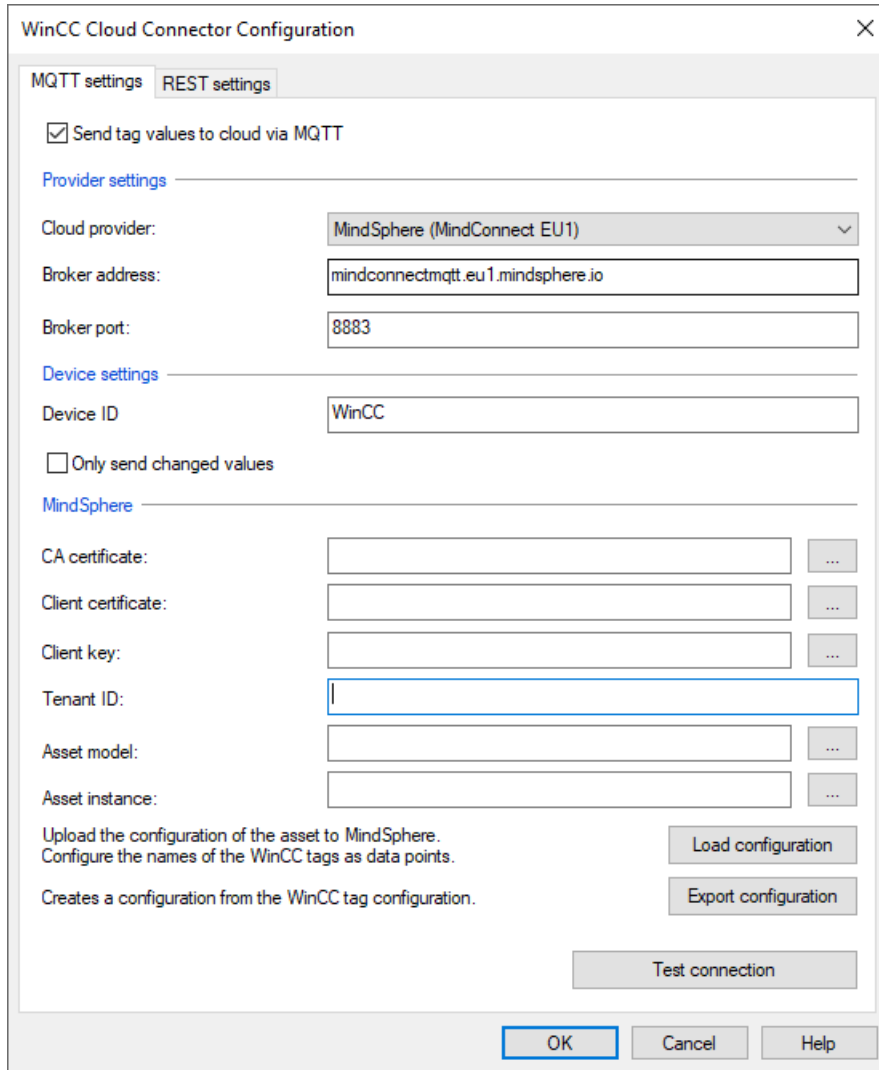 WinCC Cloud Connector Configuration
MQTT settings REST settings
Send tag values to cloud via MQTT
Provider settings
Cloud provider: MindSphere (MindConnect EU1)
Broker address: mindconnectmqtt.eu1.mindsphere.io
Broker port: 8883
Device settings
Device ID WinCC
Only send changed values
MindSphere
CA certificate: ...
Client certificate: ...
Client key: ...
Tenant ID:
Asset model: ...
Asset instance: ...
Upload the configuration of the asset to MindSphere.
Configure the names of the WinCC tags as data points.
Load configuration
Creates a configuration from the WinCC tag configuration. Export configuration
Test connection
OK Cancel Help